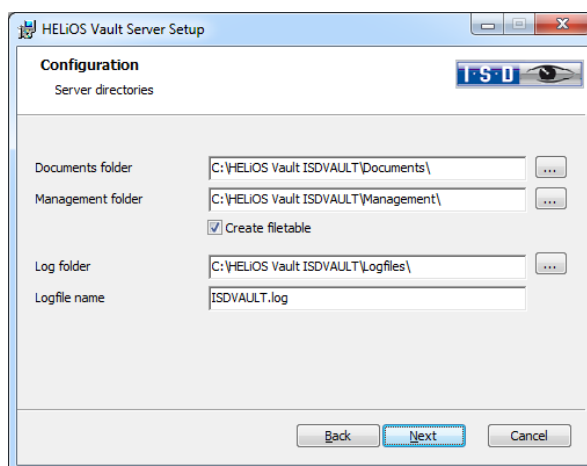 HELiOS Vault Server Setup
Configuration
Server directories
I·S·D
Documents folder C:\HELiOS Vault ISDVAULT\Documents\ ...
Management folder C:\HELiOS Vault ISDVAULT\Management\ ...
Create filetable
Log folder C:\HELiOS Vault ISDVAULT\Logfiles\ ...
Logfile name ISDVAULT.log
Back Next Cancel